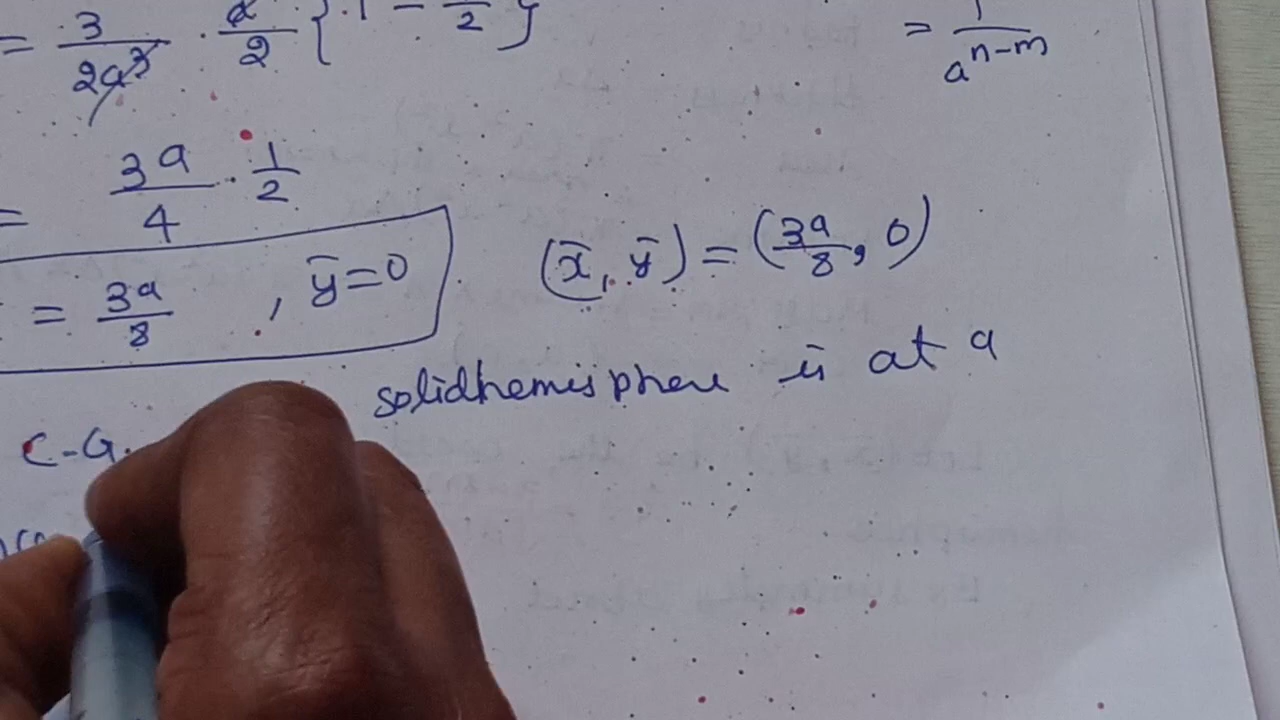 = 3/2a³ · a/2 {1 - /2}
= 1/a^(n-m)
= 3a/4 · 1/2
= 3a/8 , ȳ=0
(x̄, ȳ) = (3a/8, 0)
C-G. solidhemisphere is at a